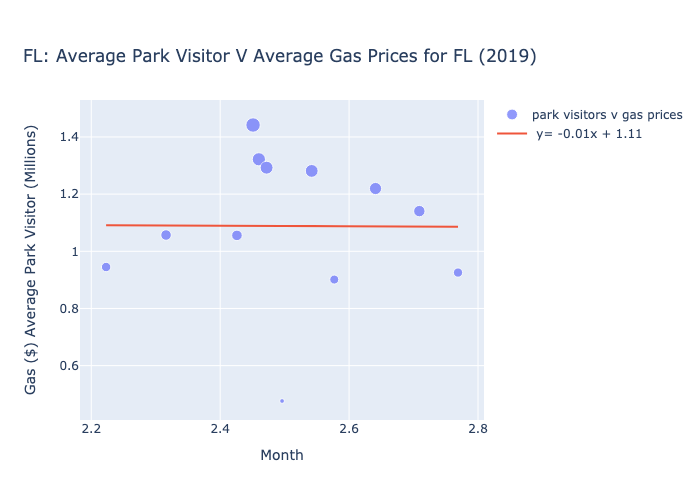 FL: Average Park Visitor V Average Gas Prices for FL (2019)
park visitors v gas prices
y= -0.01x + 1.11
Gas ($) Average Park Visitor (Millions)
1.4
1.2
1
0.8
0.6
2.2
2.4
2.6
2.8
Month